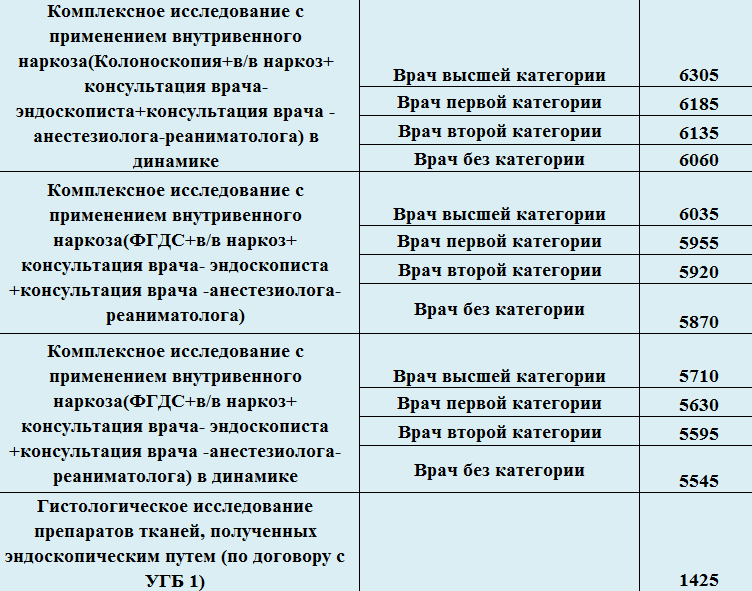 Комплексное исследование с
применением внутривенного
наркоза(Колоноскопия+в/в наркоз+
консультация врача-
эндоскописта+консультация врача -
анестезиолога-реаниматолога) в
динамике
Врач высшей категории 6305
Врач первой категории 6185
Врач второй категории 6135
Врач без категории 6060
Комплексное исследование с
применением внутривенного
наркоза(ФГДС+в/в наркоз+
консультация врача- эндоскописта
+консультация врача -анестезиолога-
реаниматолога)
Врач высшей категории 6035
Врач первой категории 5955
Врач второй категории 5920
Врач без категории 5870
Комплексное исследование с
применением внутривенного
наркоза(ФГДС+в/в наркоз+
консультация врача- эндоскописта
+консультация врача -анестезиолога-
реаниматолога) в динамике
Врач высшей категории 5710
Врач первой категории 5630
Врач второй категории 5595
Врач без категории 5545
Гистологическое исследование
препаратов тканей, полученных
эндоскопическим путем (по договору с
УГБ 1) 1425